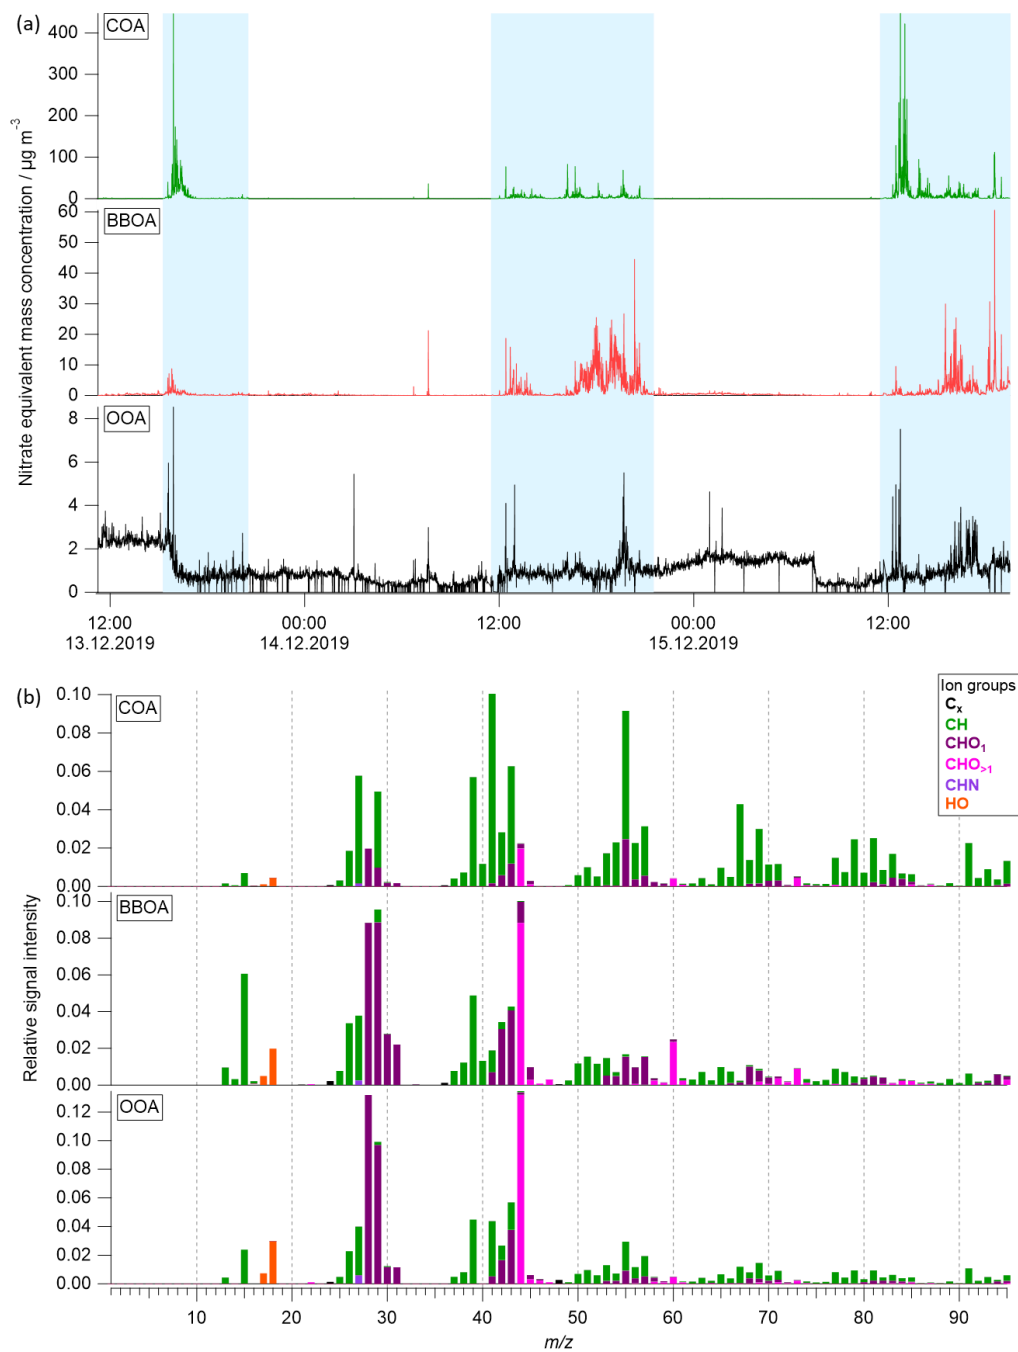 (a)
COA
400
300
200
100
0
BBOA
60
50
40
30
20
10
0
OOA
8
6
4
2
0
Nitrate equivalent mass concentration / µg m⁻³
12:00 00:00 12:00 00:00 12:00
13.12.2019 14.12.2019 15.12.2019
(b)
COA
0.10
0.08
0.06
0.04
0.02
0.00
BBOA
0.10
0.08
0.06
0.04
0.02
0.00
OOA
0.12
0.10
0.08
0.06
0.04
0.02
0.00
Relative signal intensity
Ion groups
Cₓ
CH
CHO₁
CHO>₁
CHN
HO
10 20 30 40 50 60 70 80 90
m/z